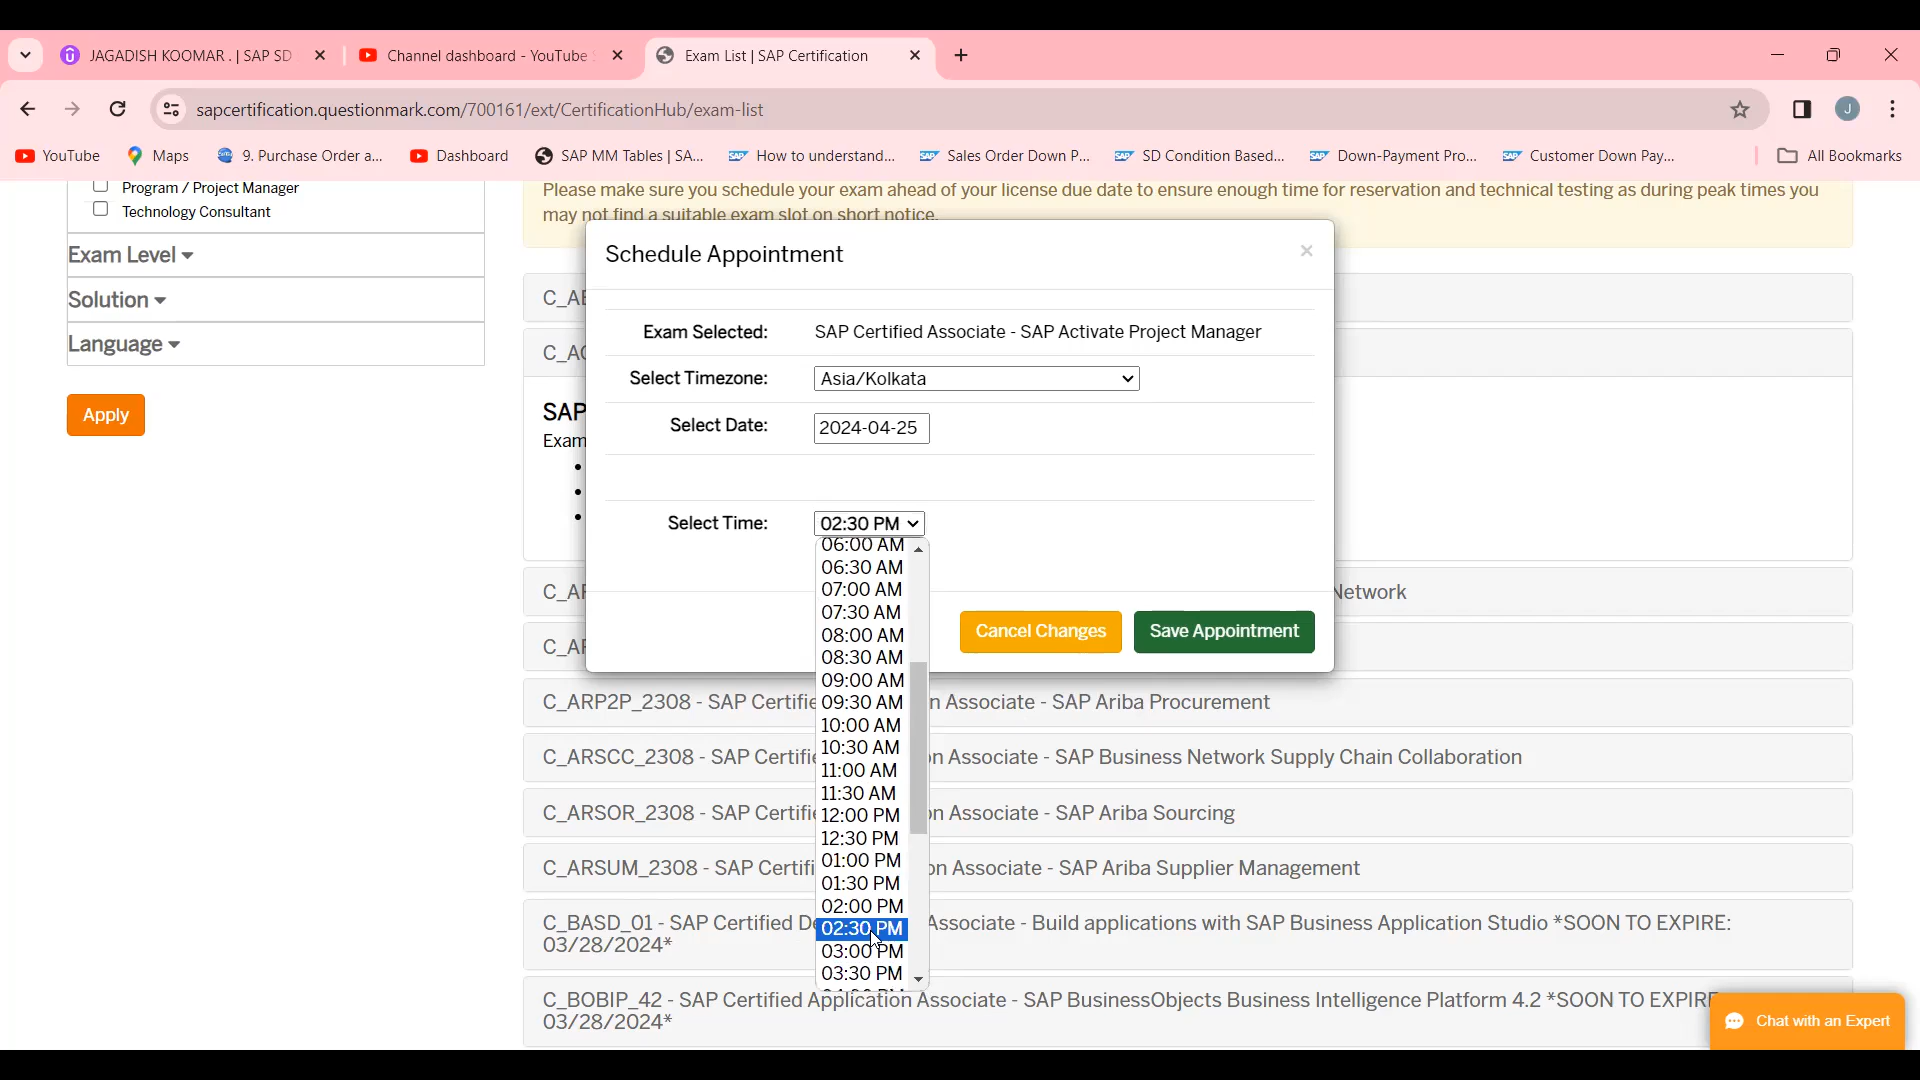 JAGADISH KOOMAR . | SAP SD
Channel dashboard - YouTube
Exam List | SAP Certification
sapcertification.questionmark.com/700161/ext/CertificationHub/exam-list
J
YouTube
Maps
9. Purchase Order a...
Dashboard
SAP MM Tables | SA...
How to understand...
Sales Order Down P...
SD Condition Based...
Down-Payment Pro...
Customer Down Pay...
All Bookmarks
Program / Project Manager
Technology Consultant
Exam Level
Solution
Language
Apply
Please make sure you schedule your exam ahead of your license due date to ensure enough time for reservation and technical testing as during peak times you
may not find a suitable exam slot on short notice.
Schedule Appointment
Exam Selected: SAP Certified Associate - SAP Activate Project Manager
Select Timezone: Asia/Kolkata
Select Date: 2024-04-25
Select Time: 02:30 PM
06:00 AM
06:30 AM
07:00 AM
07:30 AM
08:00 AM
08:30 AM
09:00 AM
09:30 AM
10:00 AM
10:30 AM
11:00 AM
11:30 AM
12:00 PM
12:30 PM
01:00 PM
01:30 PM
02:00 PM
02:30 PM
03:00 PM
03:30 PM
Cancel Changes
Save Appointment
SAP
Exam
Network
C_ARP2P_2308 - SAP Certifie n Associate - SAP Ariba Procurement
C_ARSCC_2308 - SAP Certifie on Associate - SAP Business Network Supply Chain Collaboration
C_ARSOR_2308 - SAP Certifie on Associate - SAP Ariba Sourcing
C_ARSUM_2308 - SAP Certifi on Associate - SAP Ariba Supplier Management
C_BASD_01 - SAP Certified De Associate - Build applications with SAP Business Application Studio *SOON TO EXPIRE:
03/28/2024*
C_BOBIP_42 - SAP Certified Application Associate - SAP BusinessObjects Business Intelligence Platform 4.2 *SOON TO EXPIRE
03/28/2024*
Chat with an Expert